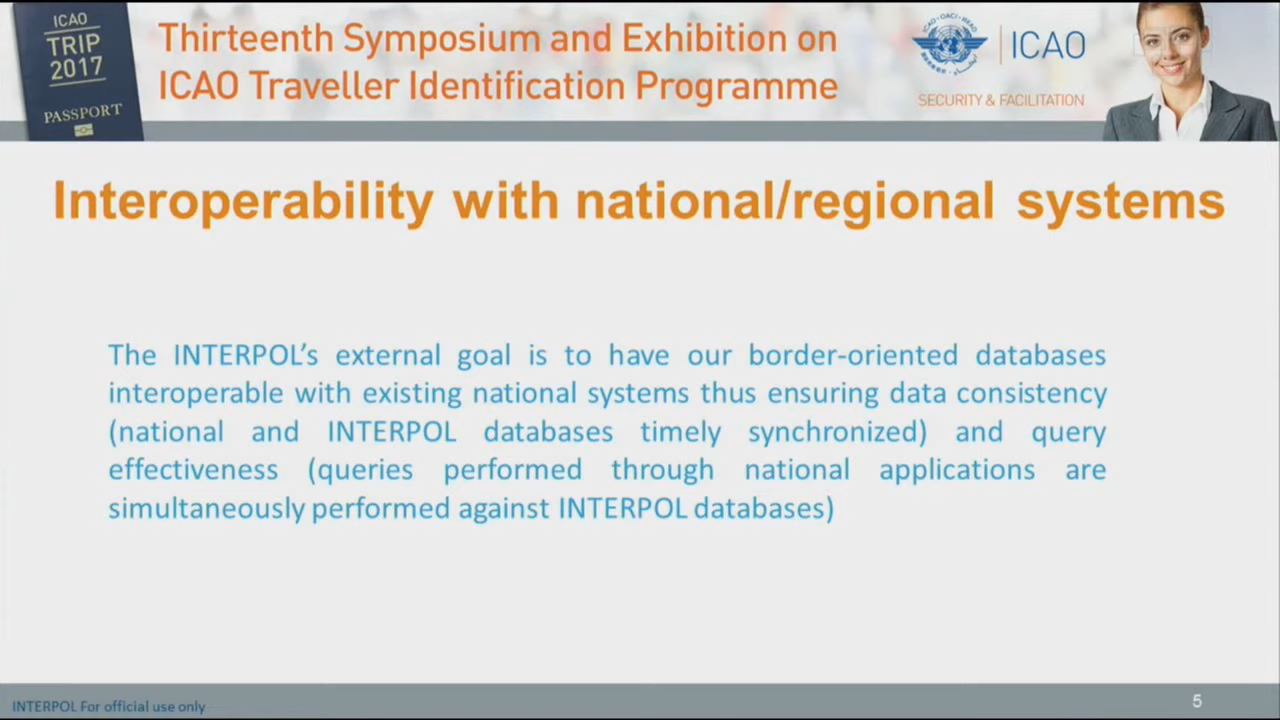 ICAO
TRIP
2017
PASSPORT
Thirteenth Symposium and Exhibition on
ICAO Traveller Identification Programme
ICAO
SECURITY & FACILITATION
Interoperability with national/regional systems
The INTERPOL’s external goal is to have our border-oriented databases
interoperable with existing national systems thus ensuring data consistency
(national and INTERPOL databases timely synchronized) and query
effectiveness (queries performed through national applications are
simultaneously performed against INTERPOL databases)
INTERPOL For official use only
5